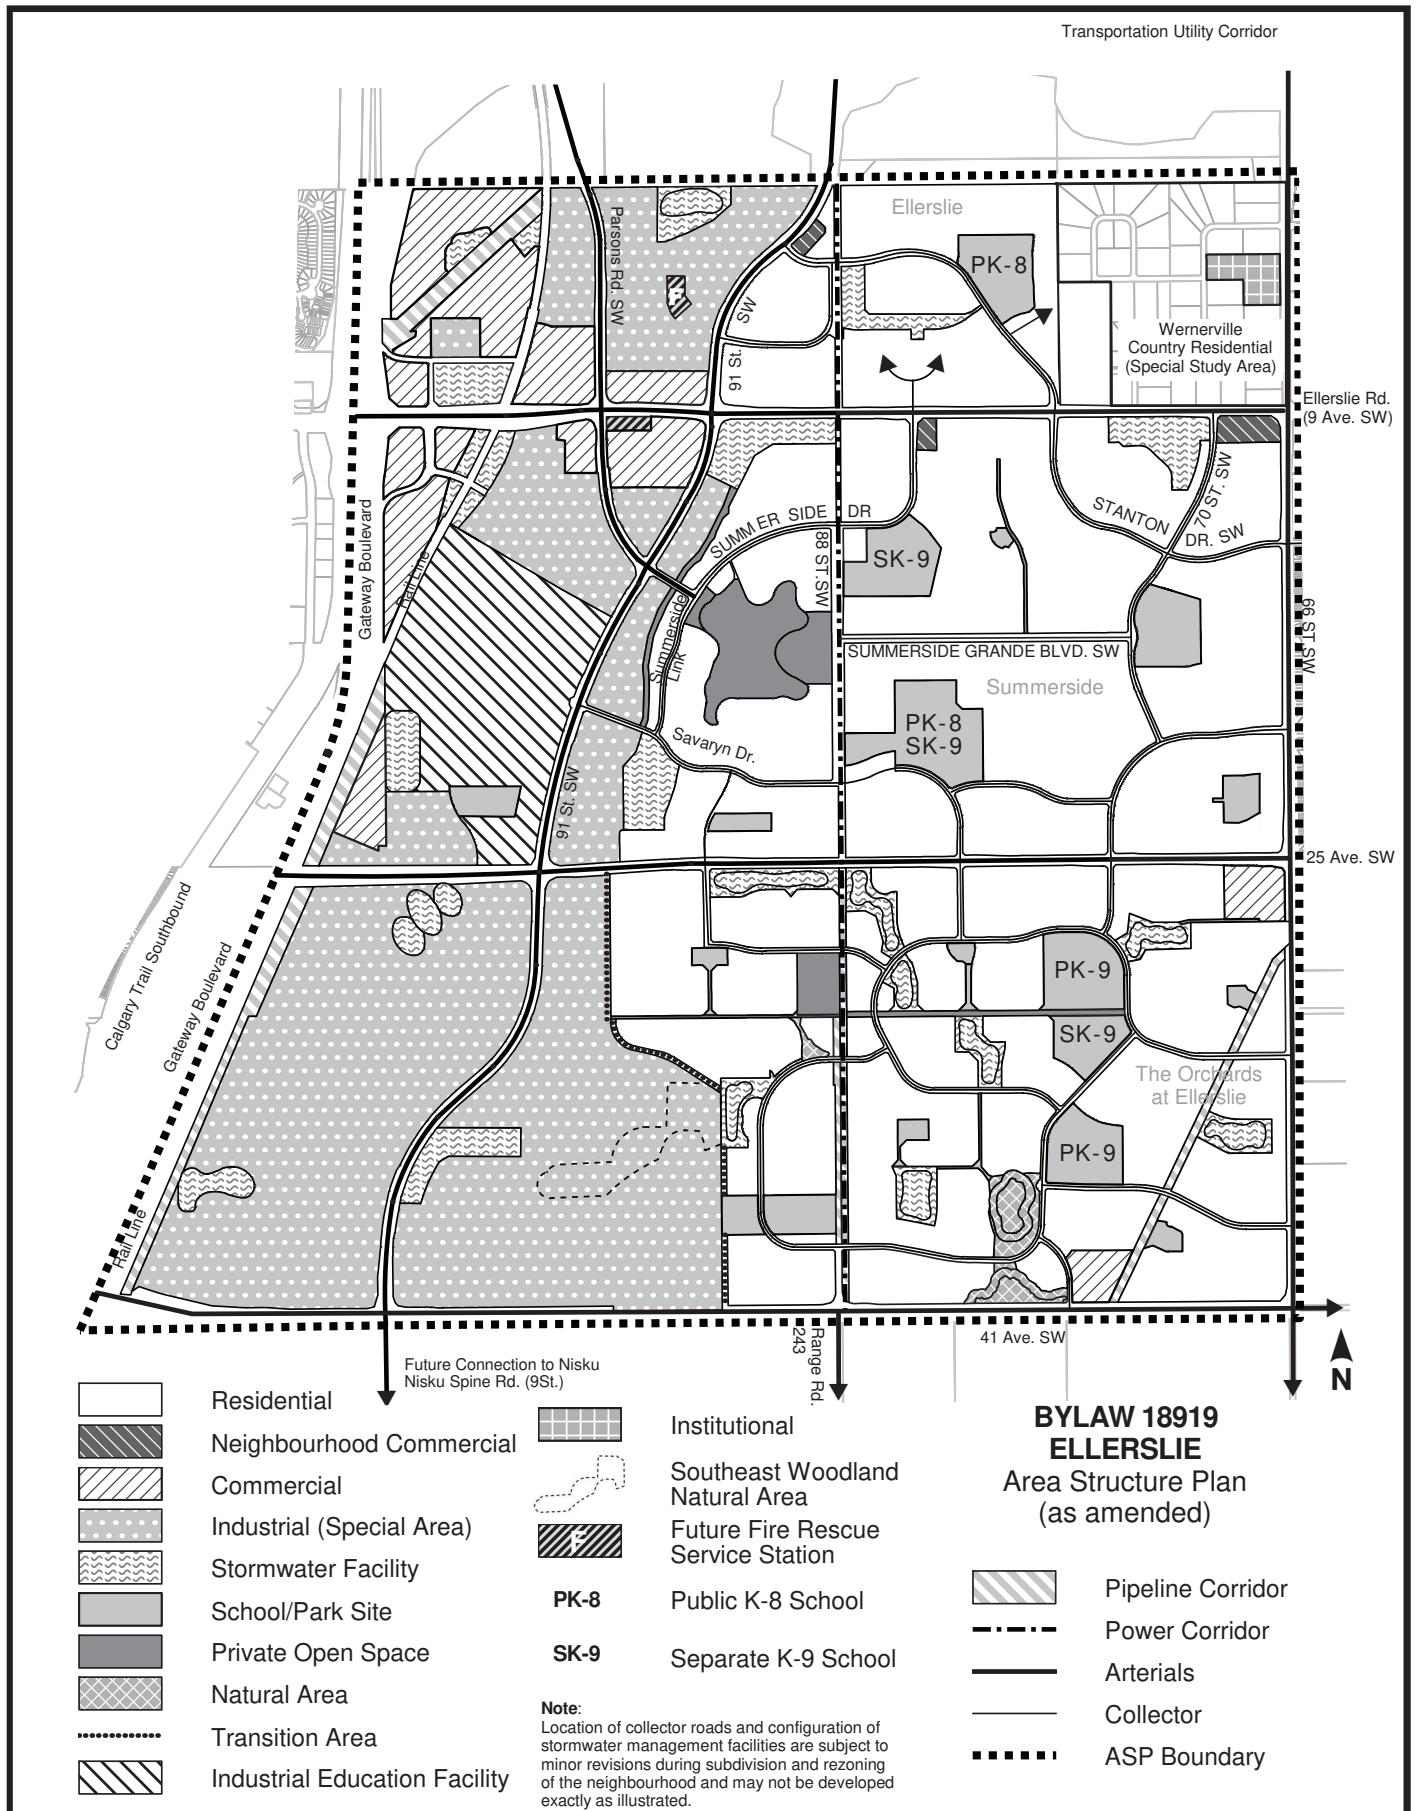 Transportation Utility Corridor
Ellerslie
PK-8
Parsons Rd. SW
F
SW
91 St.
Wernerville
Country Residential
(Special Study Area)
Ellerslie Rd.
(9 Ave. SW)
Gateway Boulevard
Rail Line
SUMMER SIDE DR
88 ST. SW
SK-9
STANTON
DR. SW
70 ST. SW
66 ST. SW
Summerside
Link
SUMMERSIDE GRANDE BLVD. SW
Summerside
PK-8
SK-9
Savaryn Dr.
91 St. SW
25 Ave. SW
Calgary Trail Southbound
Gateway Boulevard
PK-9
SK-9
The Orchards
at Ellerslie
PK-9
Rail Line
41 Ave. SW
Range Rd.
243
Future Connection to Nisku
Nisku Spine Rd. (9St.)
N
Residential
Neighbourhood Commercial
Commercial
Industrial (Special Area)
Stormwater Facility
School/Park Site
Private Open Space
Natural Area
Transition Area
Industrial Education Facility
Institutional
Southeast Woodland
Natural Area
F
Future Fire Rescue
Service Station
PK-8 Public K-8 School
SK-9 Separate K-9 School
Note:
Location of collector roads and configuration of
stormwater management facilities are subject to
minor revisions during subdivision and rezoning
of the neighbourhood and may not be developed
exactly as illustrated.
BYLAW 18919
ELLERSLIE
Area Structure Plan
(as amended)
Pipeline Corridor
Power Corridor
Arterials
Collector
ASP Boundary